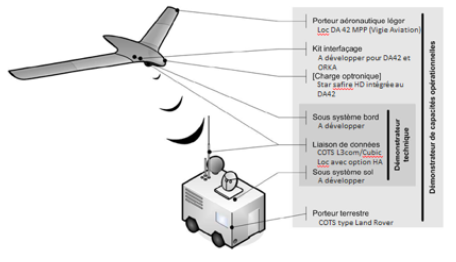 Porteur aéronautique léger
Loc DA 42 MPP (Vigie Aviation)
Kit interfaçage
A développer pour DA42 et
ORKA
[Charge optronique]
Star safire HD intégrée au
DA42
Sous système bord
A développer
Liaison de données
COTS L3com/Cubic
Loc avec option HA
Sous système sol
A développer
Porteur terrestre
COTS type Land Rover
Démonstrateur
technique
Démonstrateur de capacités opérationnelles